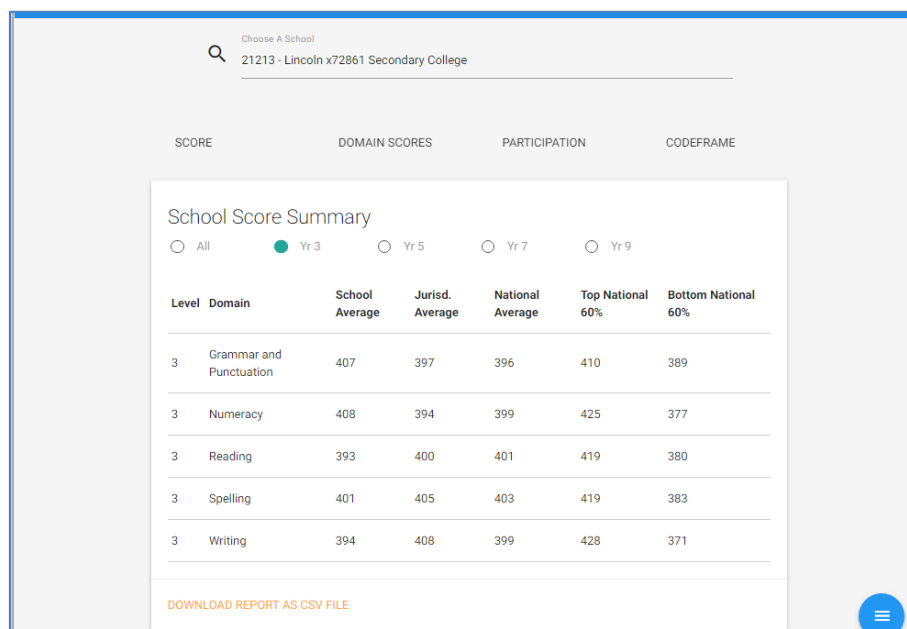 Choose A School
21213 - Lincoln x72861 Secondary College
SCORE DOMAIN SCORES PARTICIPATION CODEFRAME
School Score Summary
All Yr 3 Yr 5 Yr 7 Yr 9
Level Domain School Average Jurisd. Average National Average Top National 60% Bottom National 60%
3 Grammar and Punctuation 407 397 396 410 389
3 Numeracy 408 394 399 425 377
3 Reading 393 400 401 419 380
3 Spelling 401 405 403 419 383
3 Writing 394 408 399 428 371
DOWNLOAD REPORT AS CSV FILE